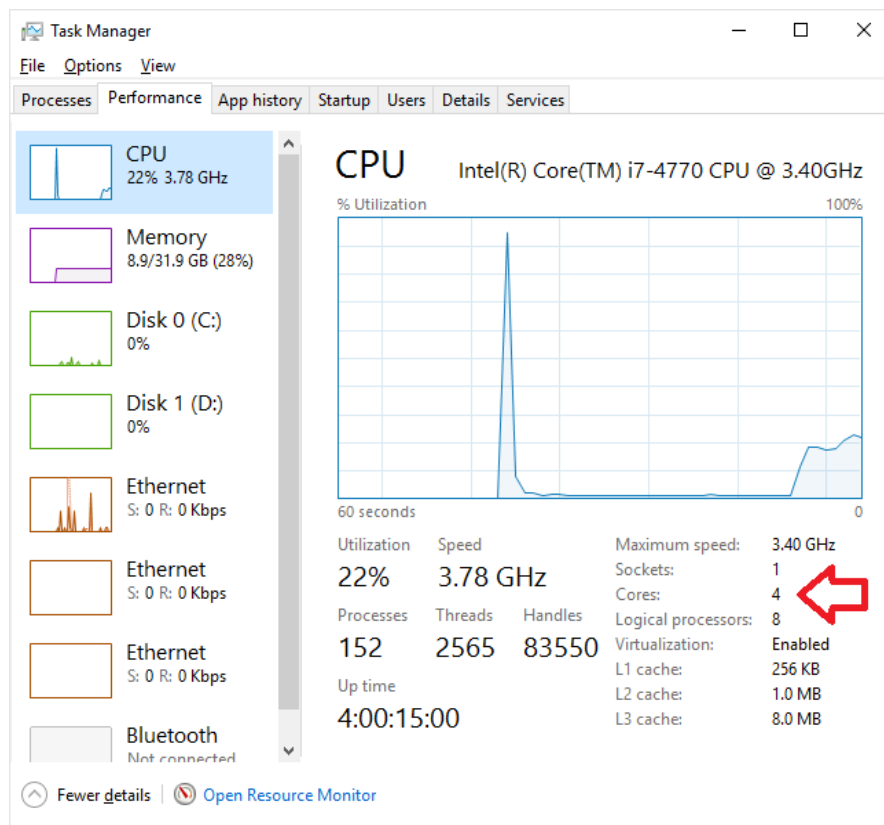 Task Manager
File Options View
Processes Performance App history Startup Users Details Services
CPU
22% 3.78 GHz
Memory
8.9/31.9 GB (28%)
Disk 0 (C:)
0%
Disk 1 (D:)
0%
Ethernet
S: 0 R: 0 Kbps
Ethernet
S: 0 R: 0 Kbps
Ethernet
S: 0 R: 0 Kbps
Bluetooth
Not connected
CPU Intel(R) Core(TM) i7-4770 CPU @ 3.40GHz
% Utilization 100%
60 seconds 0
Utilization Speed
22% 3.78 GHz
Processes Threads Handles
152 2565 83550
Up time
4:00:15:00
Maximum speed: 3.40 GHz
Sockets: 1
Cores: 4
Logical processors: 8
Virtualization: Enabled
L1 cache: 256 KB
L2 cache: 1.0 MB
L3 cache: 8.0 MB
Fewer details Open Resource Monitor